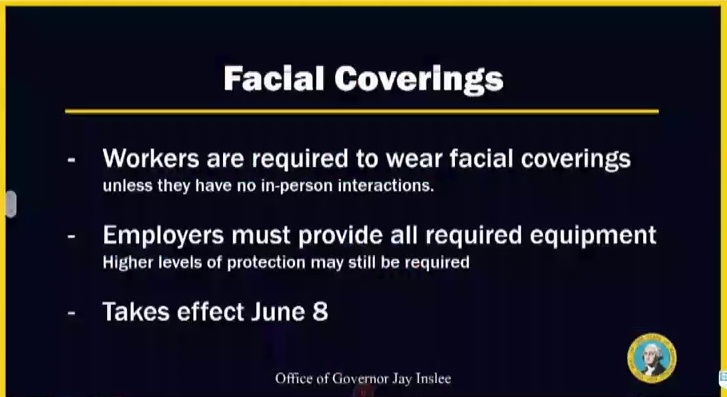 Facial Coverings
- Workers are required to wear facial coverings
unless they have no in-person interactions.
- Employers must provide all required equipment
Higher levels of protection may still be required
- Takes effect June 8
Office of Governor Jay Inslee